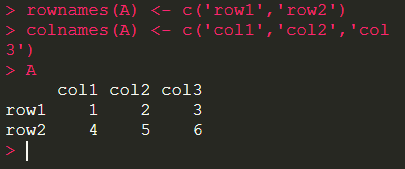 > rownames(A) <- c('row1','row2')
> colnames(A) <- c('col1','col2','col
3')
> A
     col1 col2 col3
row1    1    2    3
row2    4    5    6
>